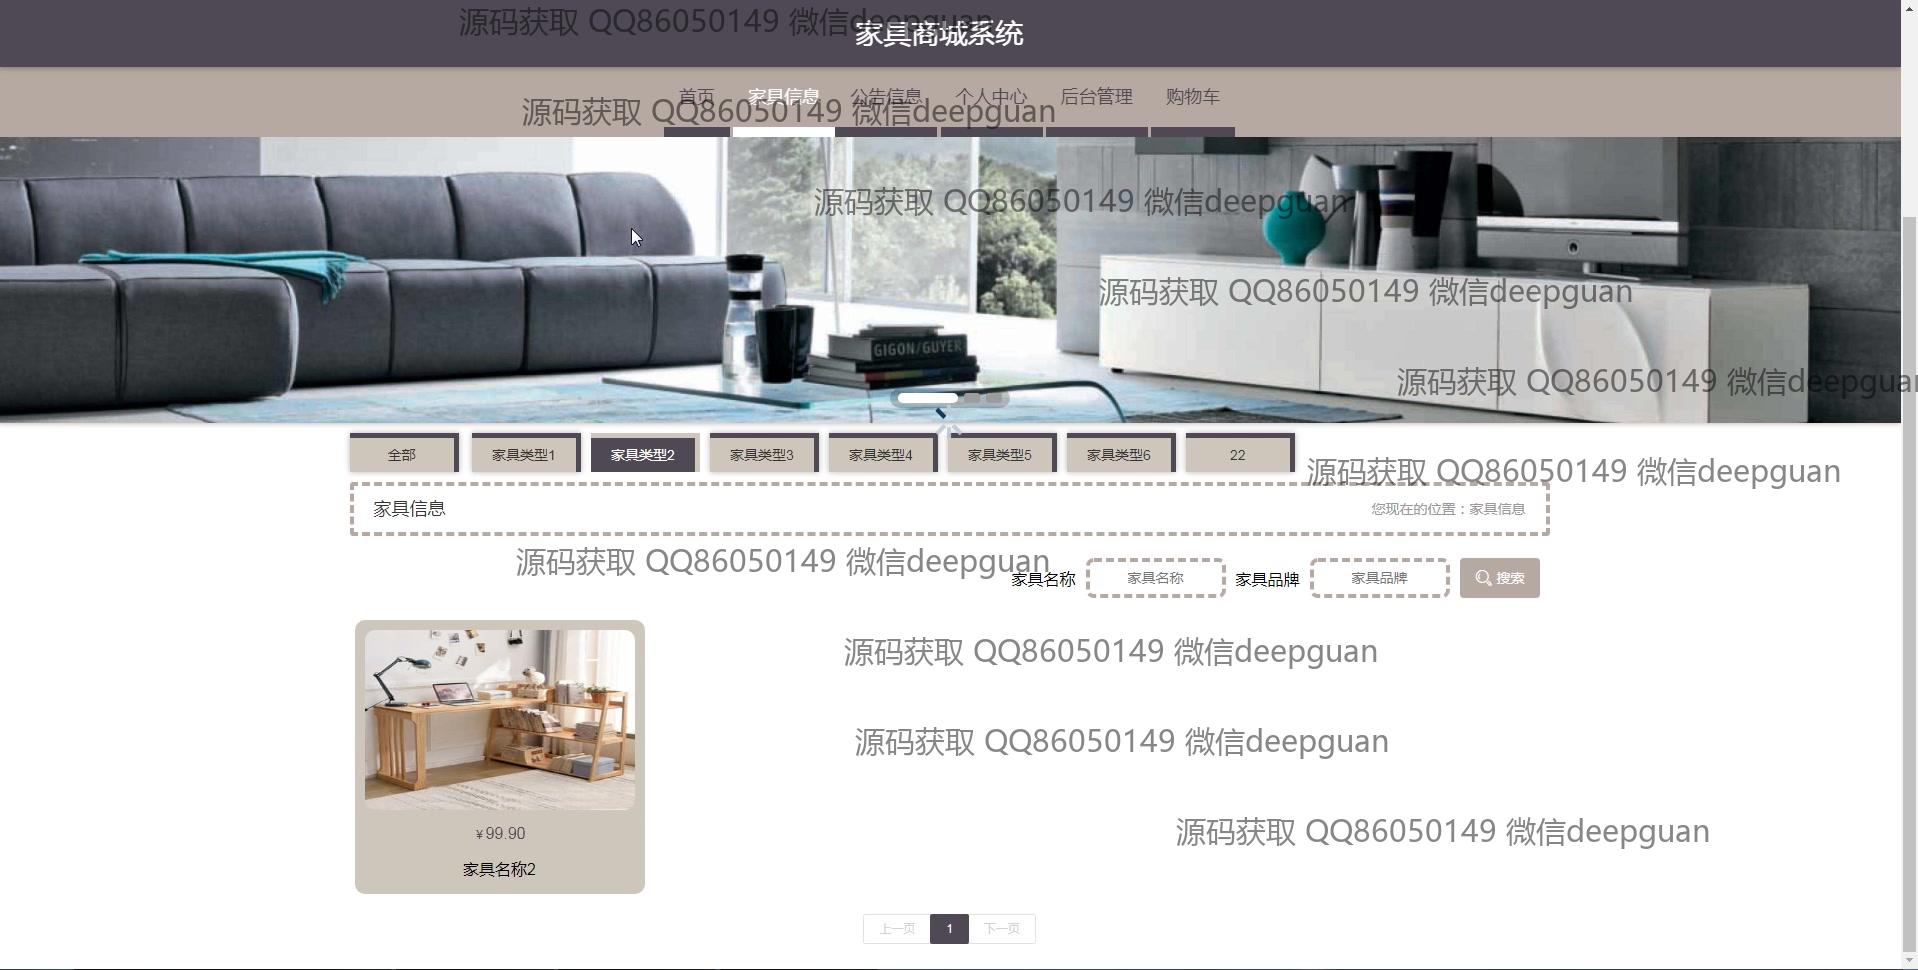 源码获取 QQ86050149 微信deepguan
家具商城系统
首页 家具信息 公告信息 个人中心 后台管理 购物车
源码获取 QQ86050149 微信deepguan
源码获取 QQ86050149 微信deepguan
源码获取 QQ86050149 微信deepguan
GIGON/GUYER
源码获取 QQ86050149 微信deepguan
全部 家具类型1 家具类型2 家具类型3 家具类型4 家具类型5 家具类型6 22
源码获取 QQ86050149 微信deepguan
家具信息 您现在的位置：家具信息
源码获取 QQ86050149 微信deepguan
家具名称 家具名称 家具品牌 家具品牌 搜索
源码获取 QQ86050149 微信deepguan
源码获取 QQ86050149 微信deepguan
源码获取 QQ86050149 微信deepguan
¥99.90
家具名称2
上一页 1 下一页